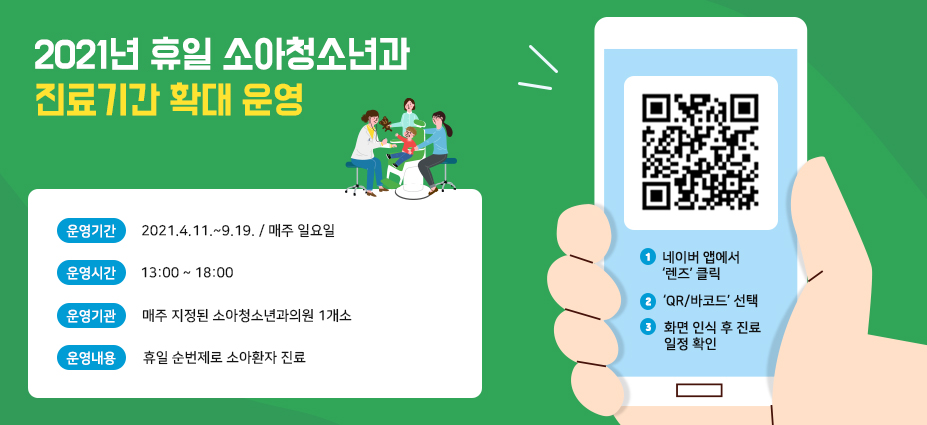 2021년 휴일 소아청소년과
진료기간 확대 운영
운영기간 2021.4.11.~9.19. / 매주 일요일
운영시간 13:00 ~ 18:00
운영기관 매주 지정된 소아청소년과의원 1개소
운영내용 휴일 순번제로 소아환자 진료
1 네이버 앱에서
'렌즈' 클릭
2 'QR/바코드' 선택
3 화면 인식 후 진료
일정 확인